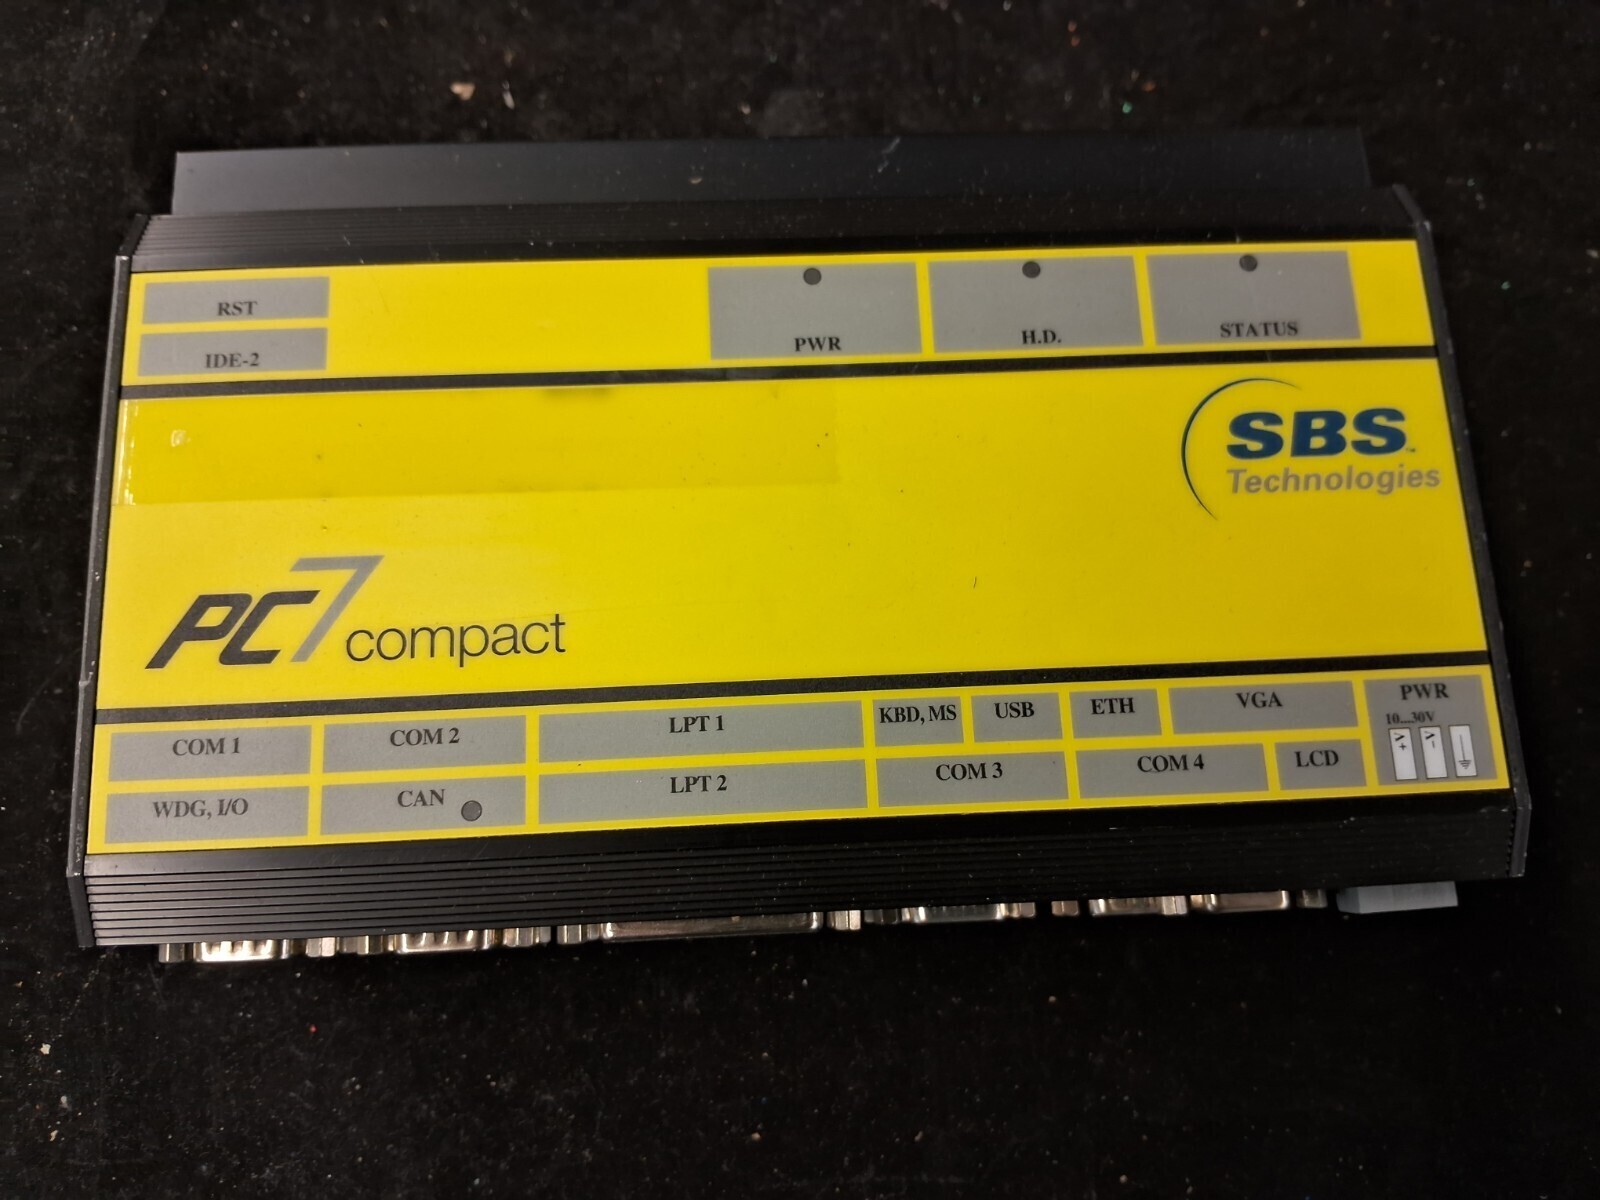 RST
IDE-2
PWR
H.D.
STATUS
SBS™
Technologies
PC7 compact
COM 1
COM 2
LPT 1
KBD, MS
USB
ETH
VGA
PWR
10...30V
V+
V-
WDG, I/O
CAN
LPT 2
COM 3
COM 4
LCD